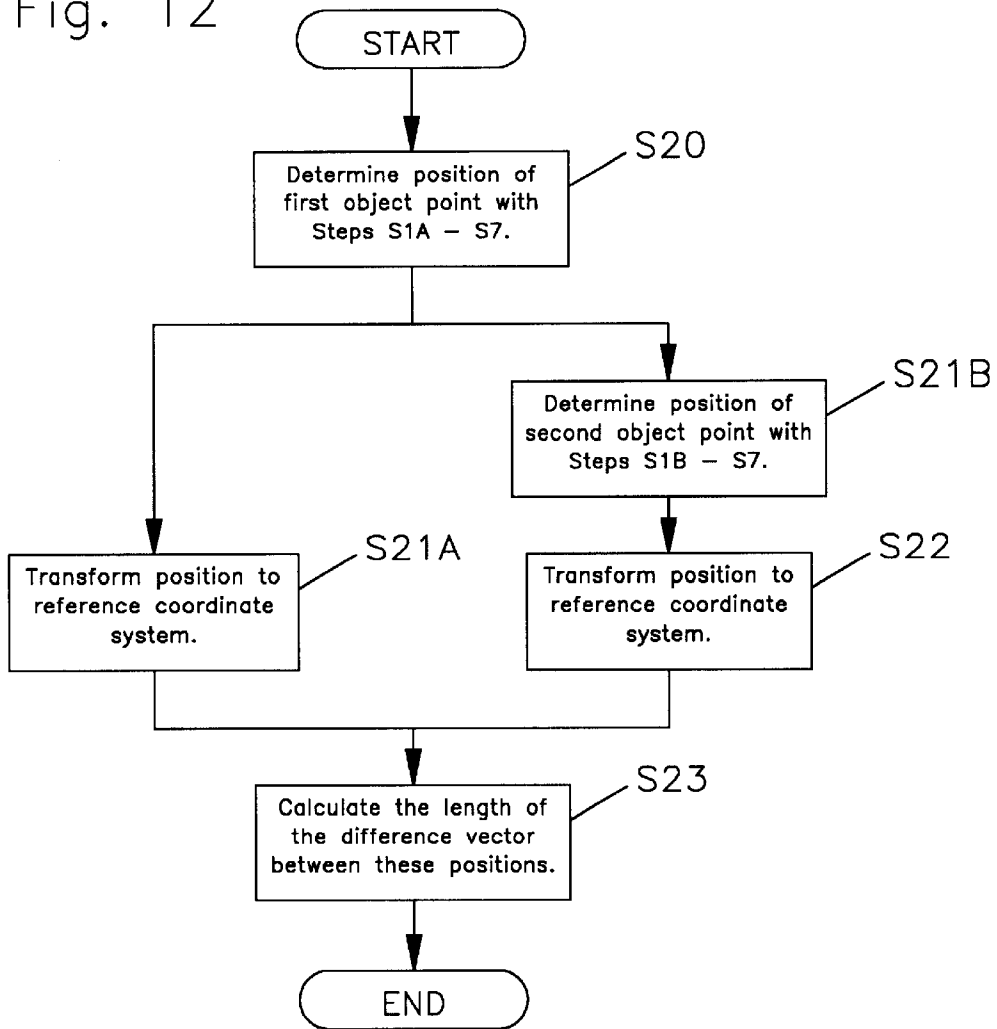 Fig. 12
START
S20
Determine position of
first object point with
Steps S1A – S7.
S21B
Determine position of
second object point with
Steps S1B – S7.
S21A
Transform position to
reference coordinate
system.
S22
Transform position to
reference coordinate
system.
S23
Calculate the length of
the difference vector
between these positions.
END